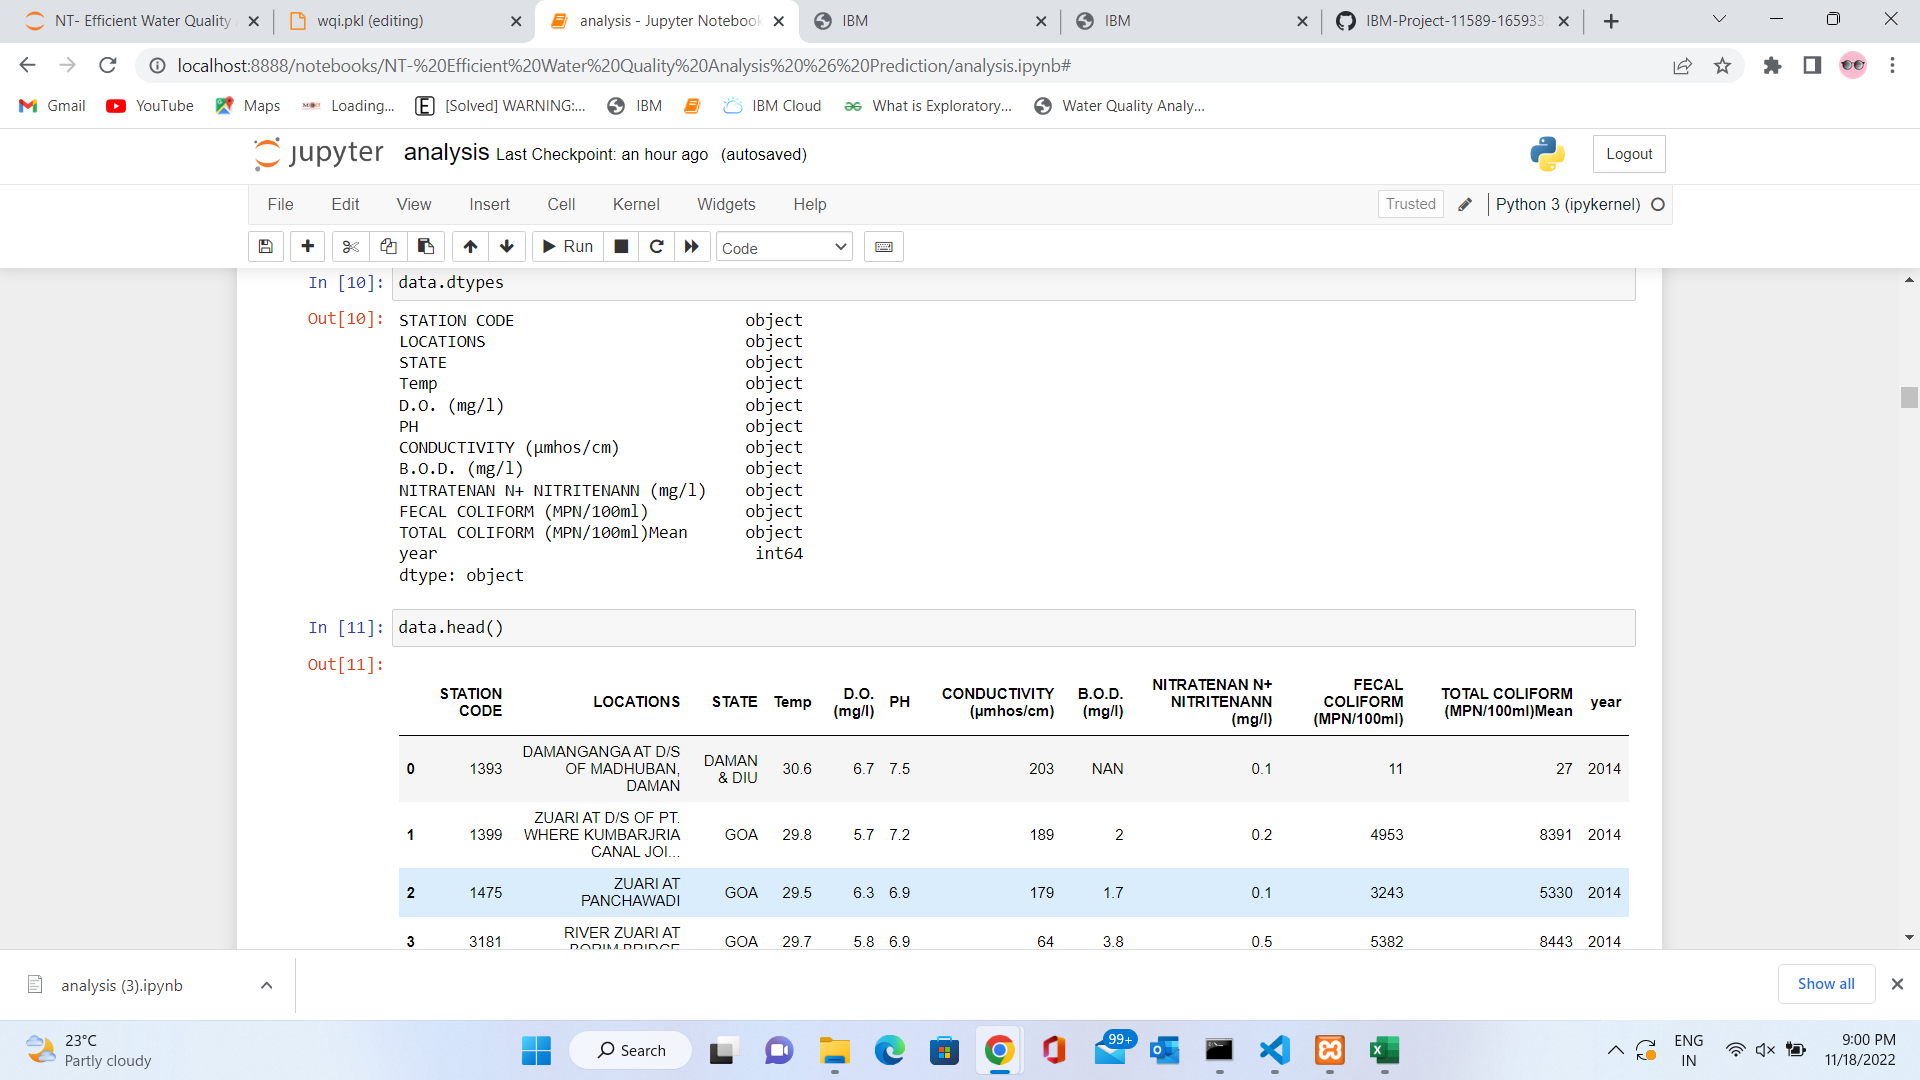 NT- Efficient Water Quality
wqi.pkl (editing)
analysis - Jupyter Notebook
IBM
IBM
IBM-Project-11589-165933
localhost:8888/notebooks/NT-%20Efficient%20Water%20Quality%20Analysis%20%26%20Prediction/analysis.ipynb#
Gmail
YouTube
Maps
Loading...
[Solved] WARNING:...
IBM
IBM Cloud
What is Exploratory...
Water Quality Analy...
jupyter
analysis Last Checkpoint: an hour ago (autosaved)
Logout
File Edit View Insert Cell Kernel Widgets Help
Trusted
Python 3 (ipykernel)
Run
Code
In [10]: data.dtypes
Out[10]: STATION CODE object
LOCATIONS object
STATE object
Temp object
D.O. (mg/l) object
PH object
CONDUCTIVITY (µmhos/cm) object
B.O.D. (mg/l) object
NITRATENAN N+ NITRITENANN (mg/l) object
FECAL COLIFORM (MPN/100ml) object
TOTAL COLIFORM (MPN/100ml)Mean object
year int64
dtype: object
In [11]: data.head()
Out[11]:
STATION CODE LOCATIONS STATE Temp D.O. (mg/l) PH CONDUCTIVITY (µmhos/cm) B.O.D. (mg/l) NITRATENAN N+ NITRITENANN (mg/l) FECAL COLIFORM (MPN/100ml) TOTAL COLIFORM (MPN/100ml)Mean year
0 1393 DAMANGANGA AT D/S OF MADHUBAN, DAMAN DAMAN & DIU 30.6 6.7 7.5 203 NAN 0.1 11 27 2014
1 1399 ZUARI AT D/S OF PT. WHERE KUMBARJRIA CANAL JOI... GOA 29.8 5.7 7.2 189 2 0.2 4953 8391 2014
2 1475 ZUARI AT PANCHAWADI GOA 29.5 6.3 6.9 179 1.7 0.1 3243 5330 2014
3 3181 RIVER ZUARI AT BORIM BRIDGE GOA 29.7 5.8 6.9 64 3.8 0.5 5382 8443 2014
analysis (3).ipynb
Show all
23°C
Partly cloudy
Search
99+
ENG
IN
9:00 PM
11/18/2022